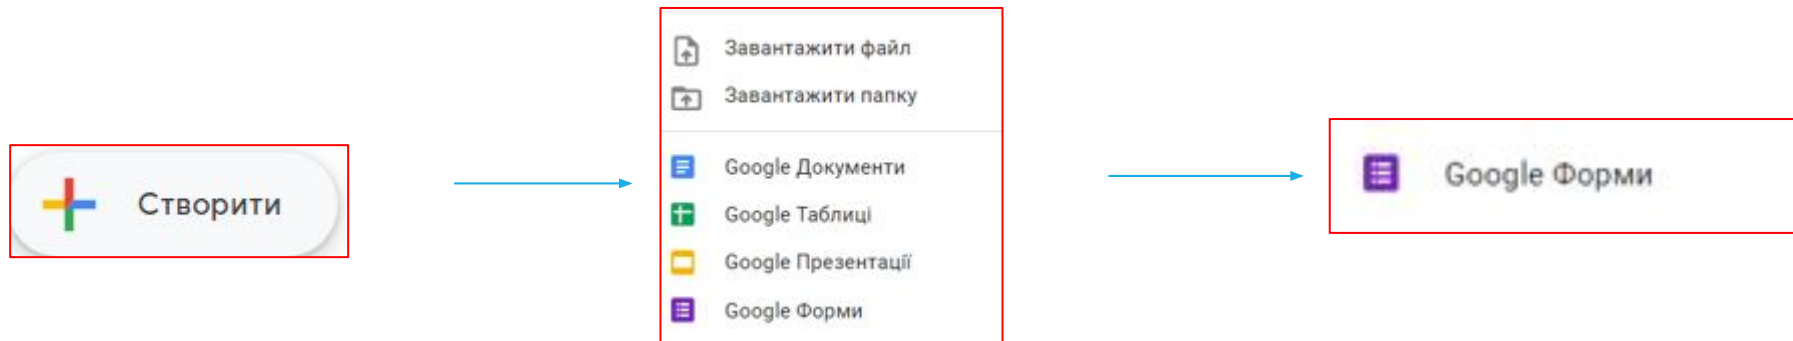 Створити
Завантажити файл
Завантажити папку
Google Документи
Google Таблиці
Google Презентації
Google Форми
Google Форми